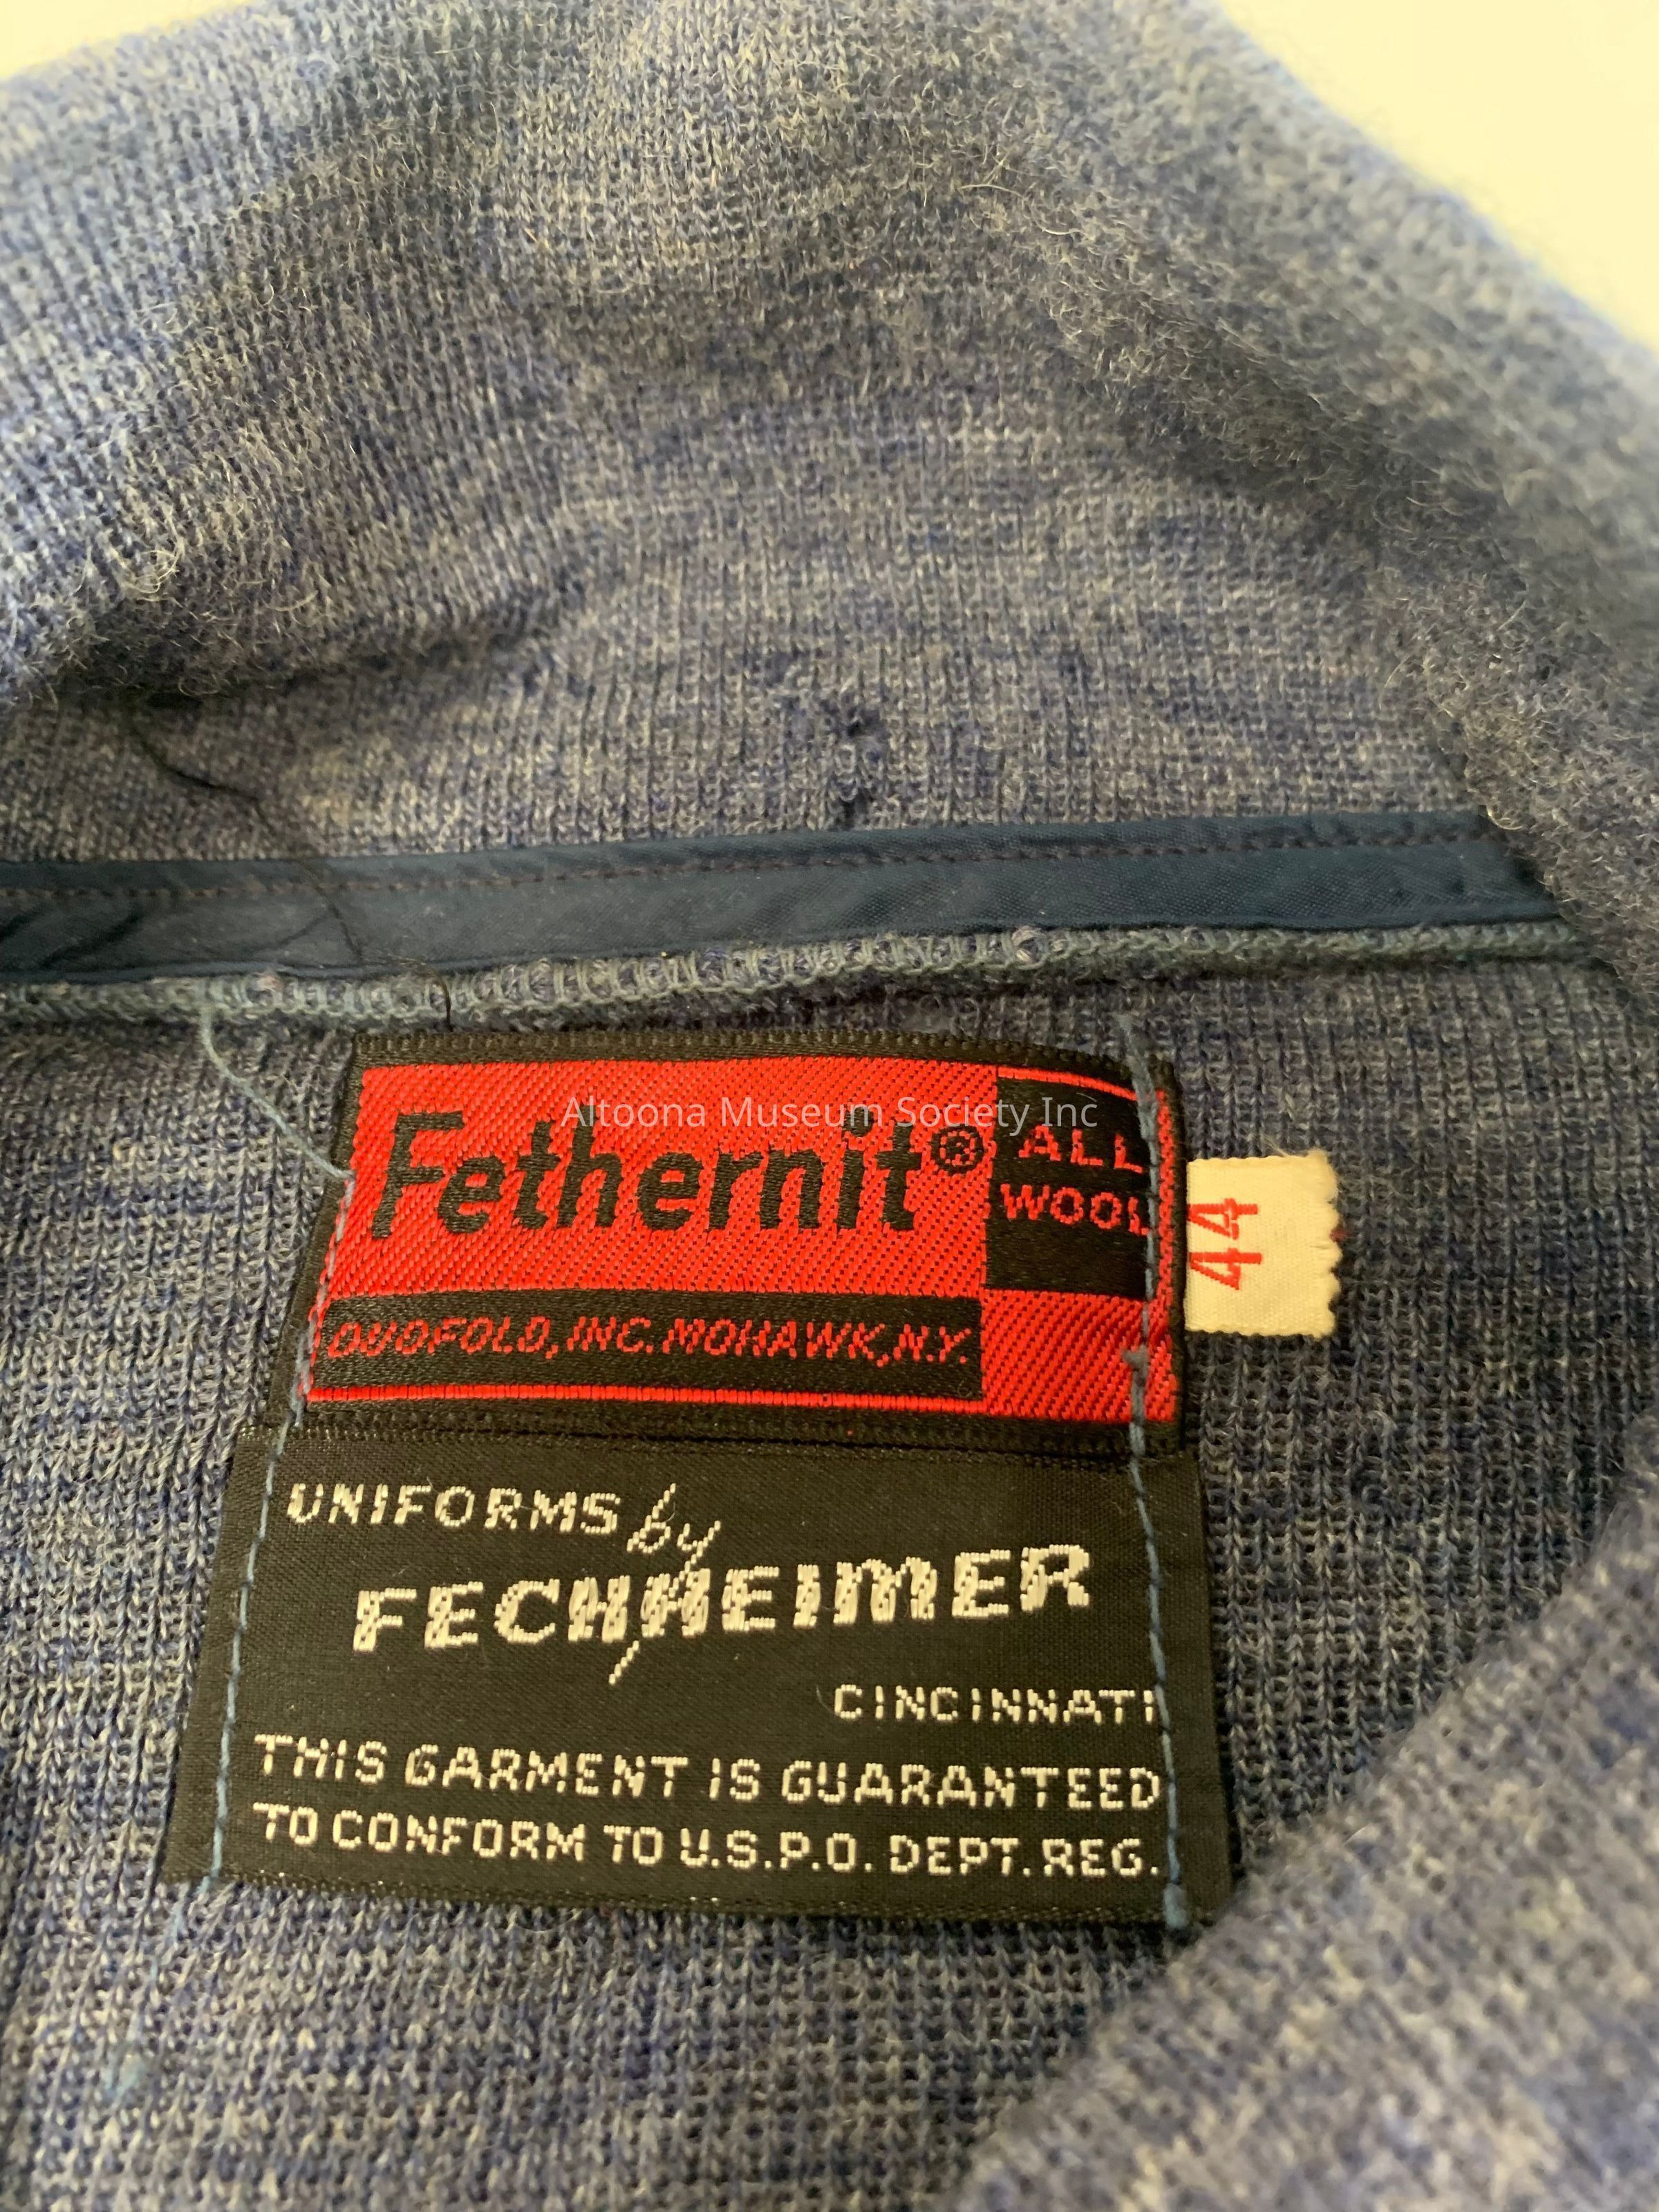 Altoona Museum Society Inc
Fethernit®
ALL
WOOL
44
DUOFOLD, INC. MOHAWK, N.Y.
UNIFORMS by
FECHHEIMER
CINCINNATI
THIS GARMENT IS GUARANTEED
TO CONFORM TO U.S.P.O. DEPT. REG.